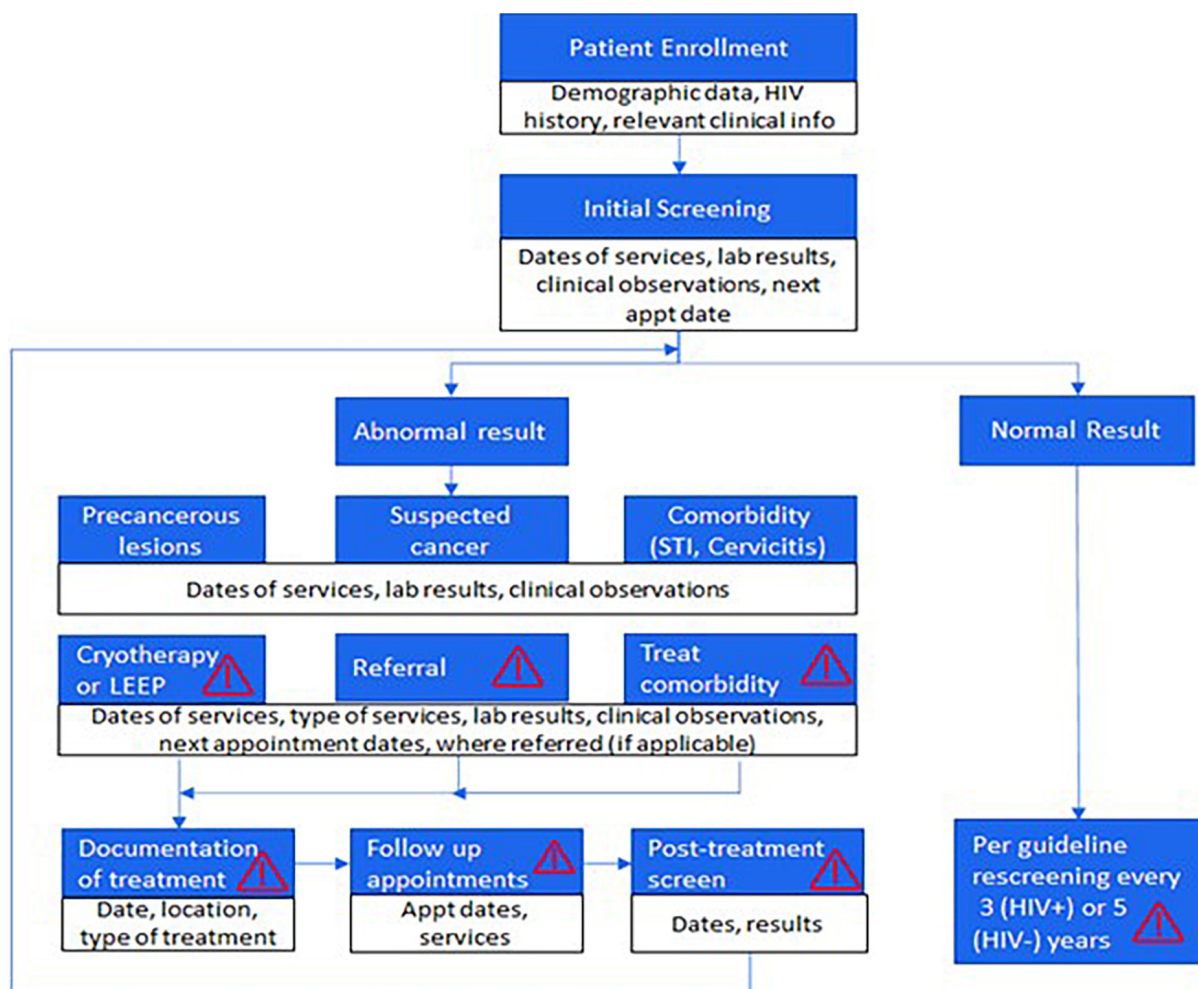 Patient Enrollment
Demographic data, HIV
history, relevant clinical info
Initial Screening
Dates of services, lab results,
clinical observations, next
appt date
Abnormal result
Normal Result
Precancerous
lesions
Suspected
cancer
Comorbidity
(STI, Cervicitis)
Dates of services, lab results, clinical observations
Cryotherapy
or LEEP
Referral
Treat
comorbidity
Dates of services, type of services, lab results, clinical observations,
next appointment dates, where referred (if applicable)
Documentation
of treatment
Date, location,
type of treatment
Follow up
appointments
Appt dates,
services
Post-treatment
screen
Dates, results
Per guideline
rescreening every
3 (HIV+) or 5
(HIV-) years